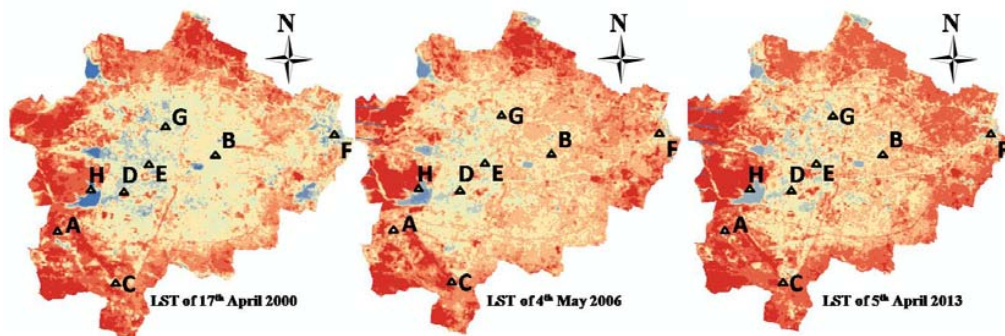 N
G
B
F
H
D
E
A
C
LST of 17th April 2000
N
G
B
F
H
D
E
A
C
LST of 4th May 2006
N
G
B
F
H
D
E
A
C
LST of 5th April 2013